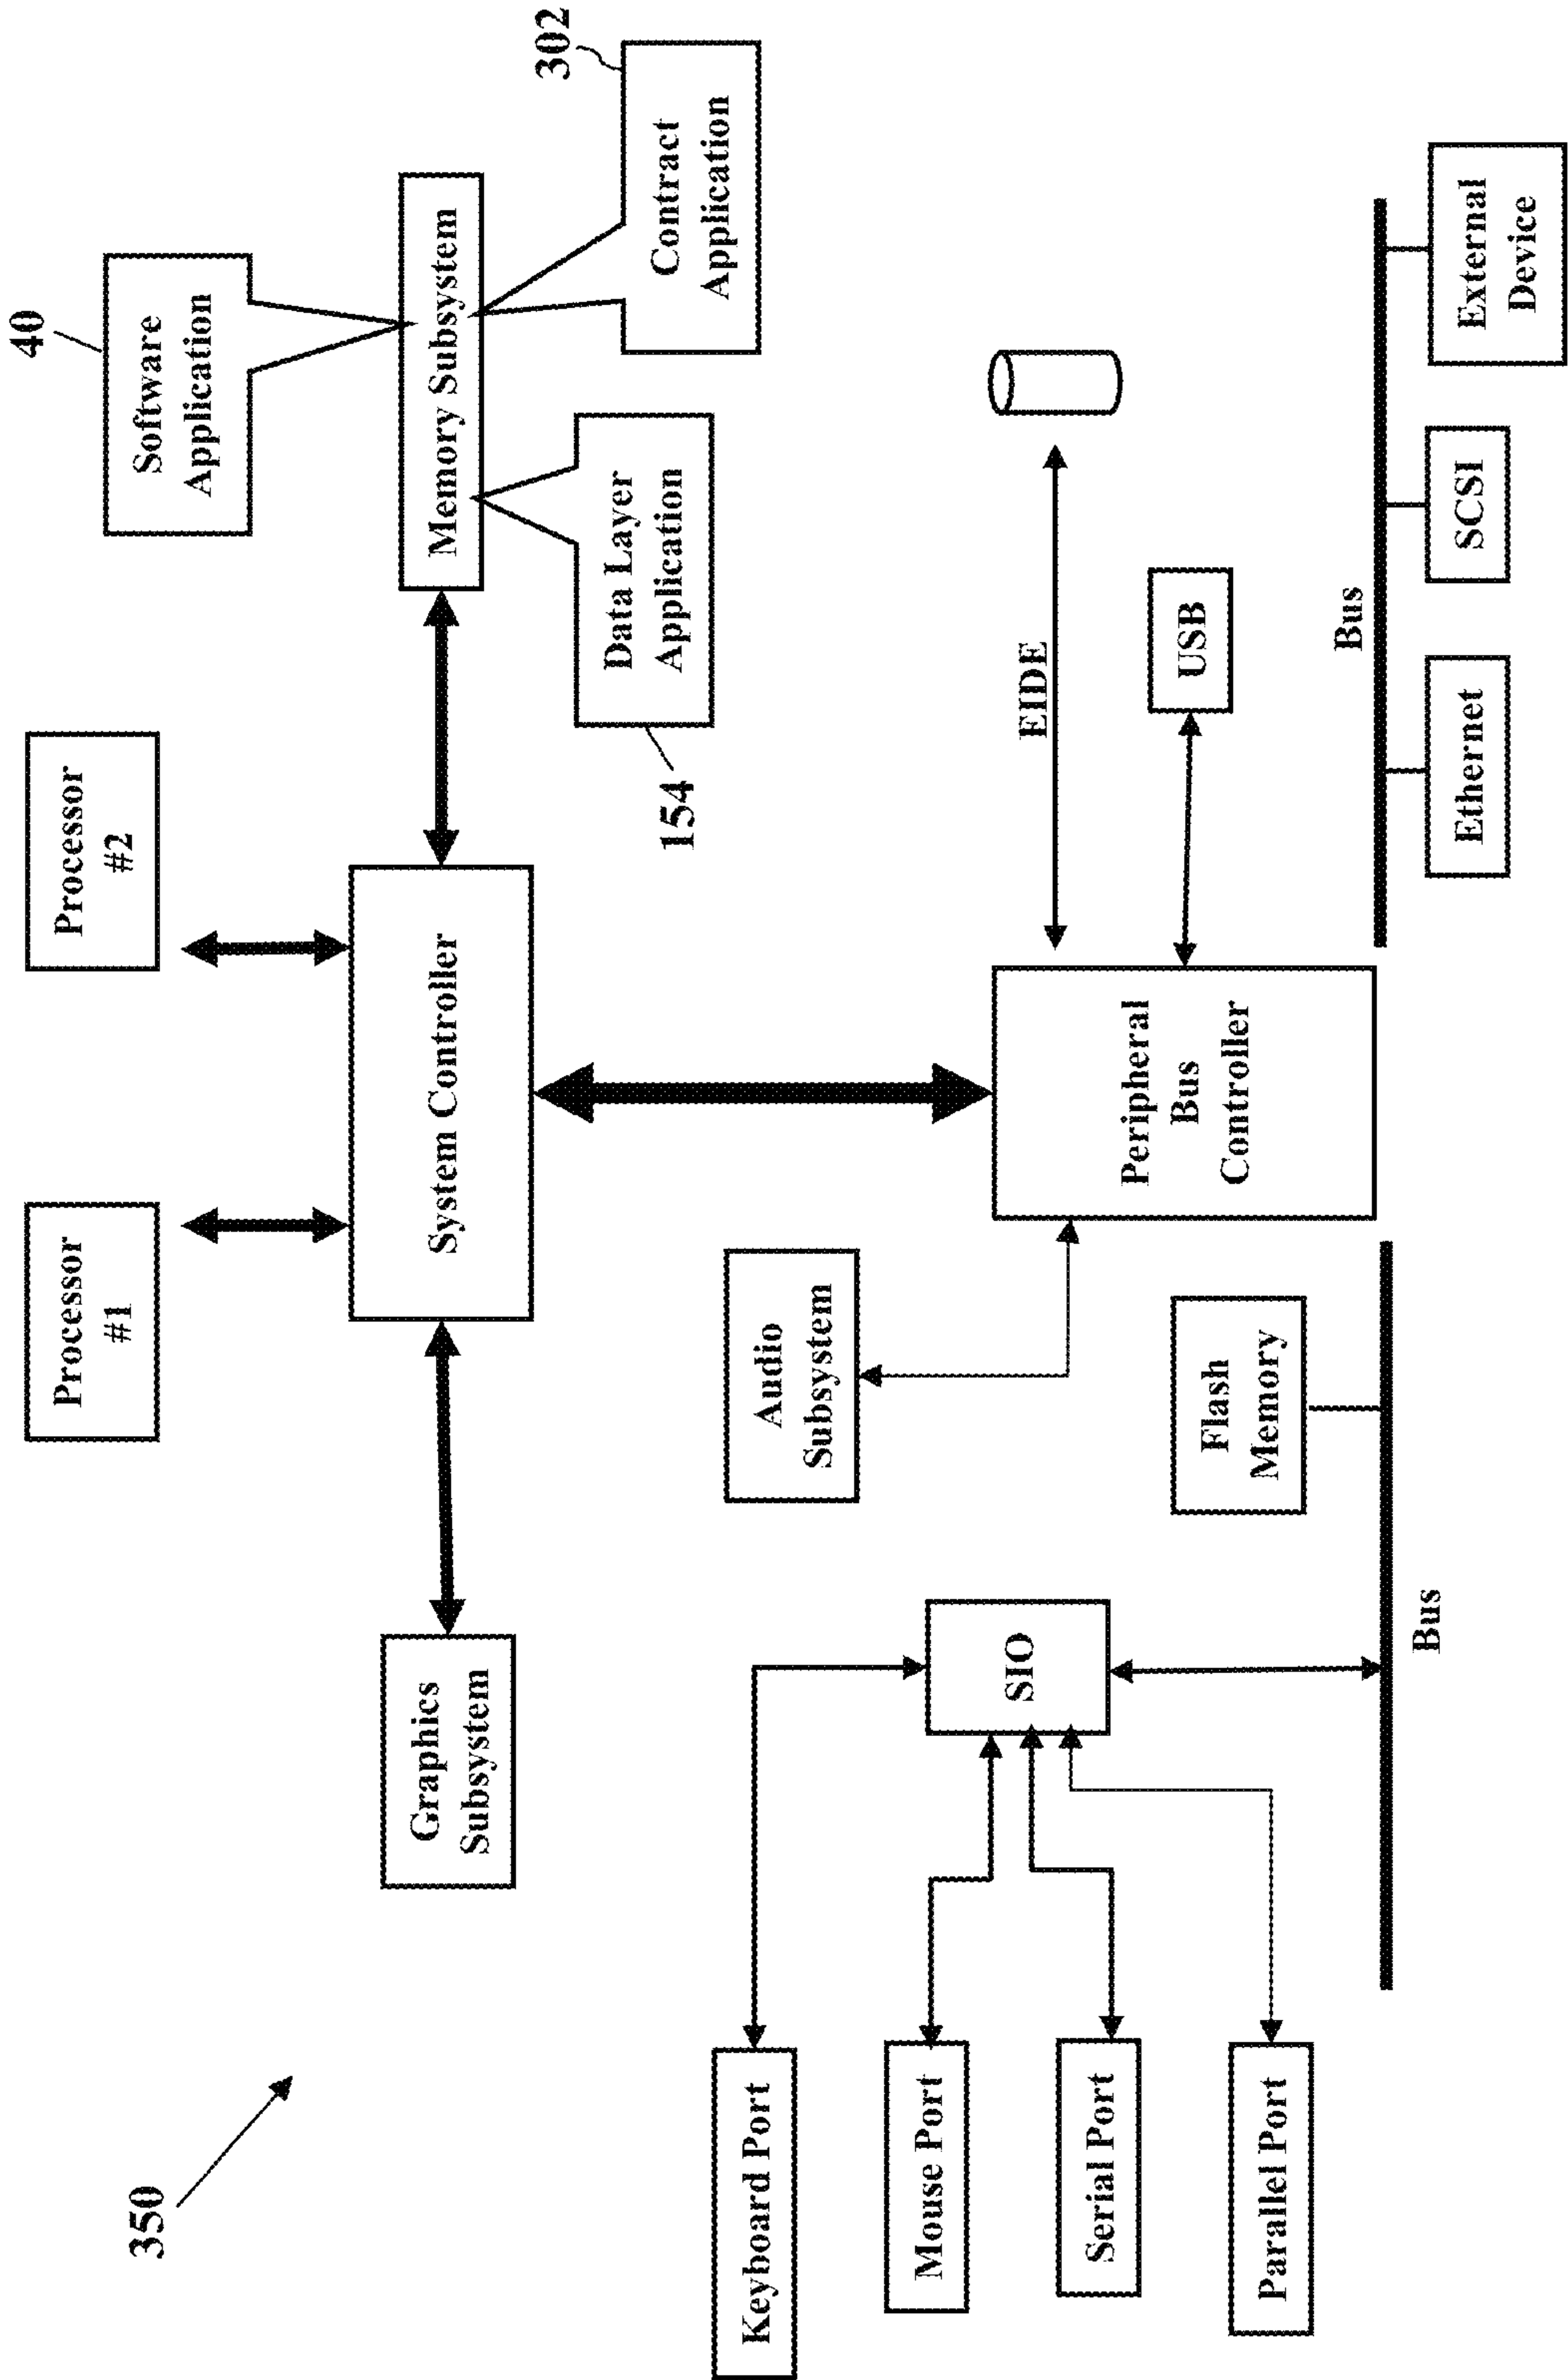 350
Processor
#1
Processor
#2
40
Software
Application
Graphics
Subsystem
System Controller
Memory Subsystem
Data Layer
Application
154
Contract
Application
302
Keyboard Port
Mouse Port
Serial Port
Parallel Port
SIO
Audio
Subsystem
Flash
Memory
Bus
Peripheral
Bus
Controller
EIDE
USB
Bus
Ethernet
SCSI
External
Device